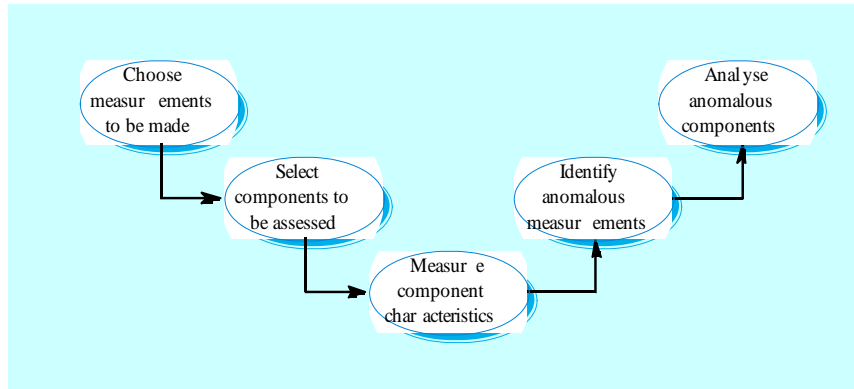 Choose
measur ements
to be made
Select
components to
be assessed
Measur e
component
char acteristics
Identify
anomalous
measur ements
Anal yse
anomalous
components